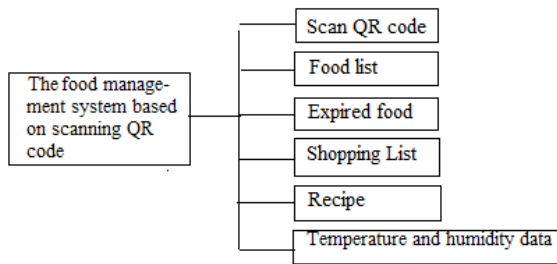 The food manage-
ment system based
on scanning QR
code
Scan QR code
Food list
Expired food
Shopping List
Recipe
Temperature and humidity data